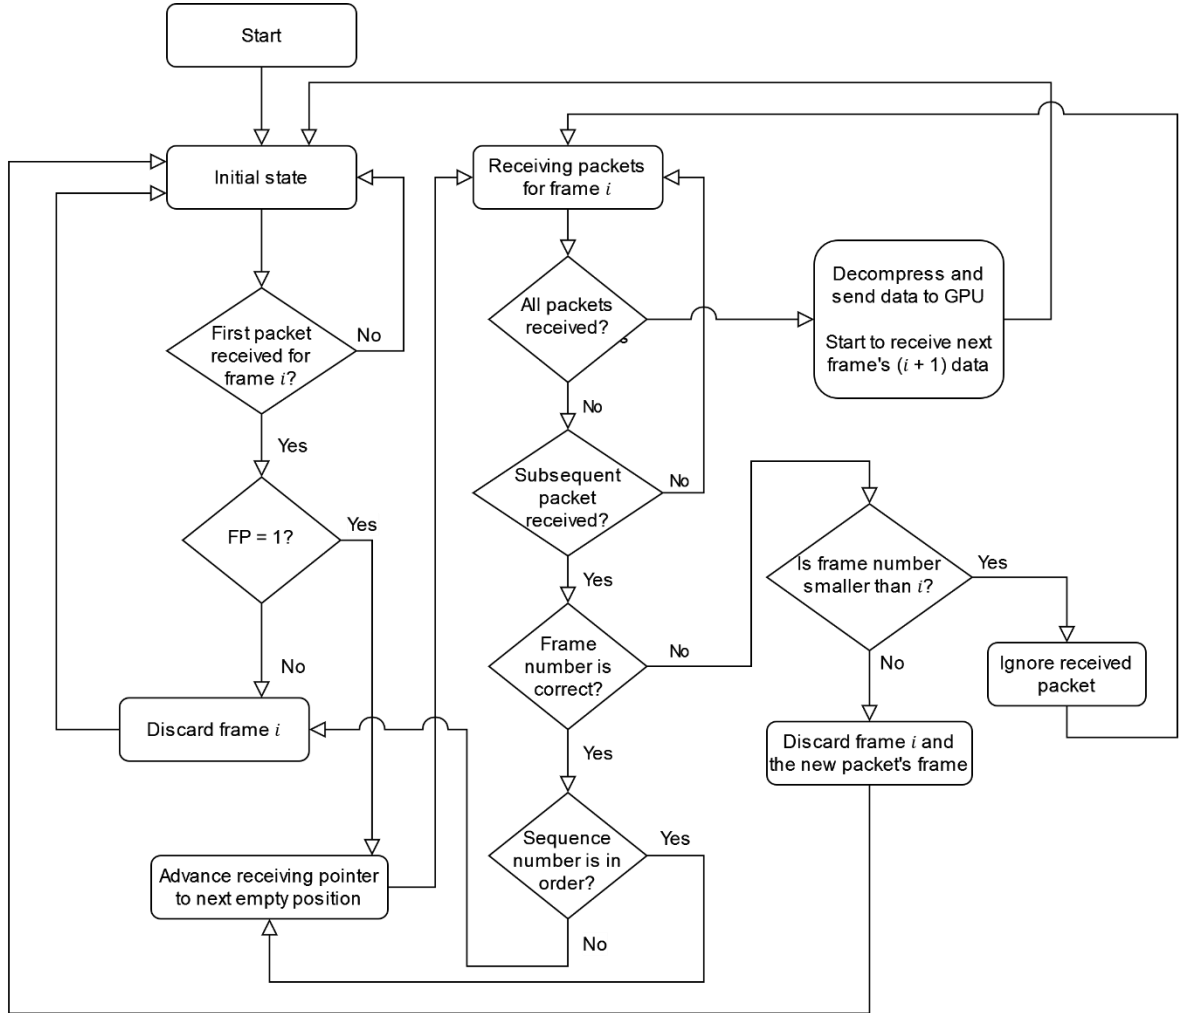 Start
Initial state
First packet
received for
frame i?
No
Yes
FP = 1?
Yes
No
Discard frame i
Advance receiving pointer
to next empty position
Receiving packets
for frame i
All packets
received?
No
Subsequent
packet
received?
No
Yes
Frame
number is
correct?
No
Yes
Sequence
number is in
order?
Yes
No
Decompress and
send data to GPU
Start to receive next
frame's (i + 1) data
Is frame number
smaller than i?
Yes
No
Ignore received
packet
Discard frame i and
the new packet's frame